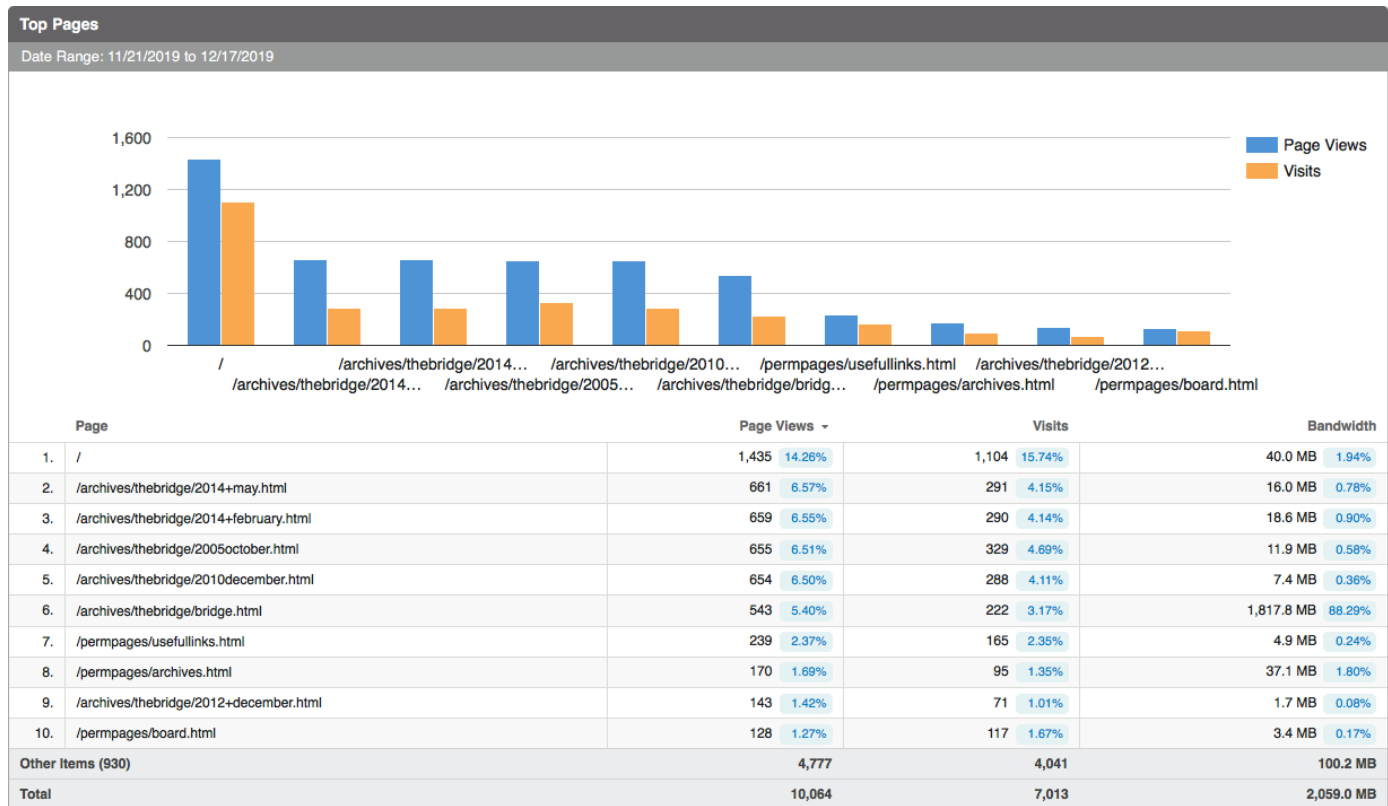 Top Pages
Date Range: 11/21/2019 to 12/17/2019
1,600
1,200
800
400
0
Page Views
Visits
/ /archives/thebridge/2014... /archives/thebridge/2010... /permpages/usefullinks.html /archives/thebridge/2012...
/archives/thebridge/2014... /archives/thebridge/2005... /archives/thebridge/bridg... /permpages/archives.html /permpages/board.html
Page Page Views Visits Bandwidth
1. / 1,435 14.26% 1,104 15.74% 40.0 MB 1.94%
2. /archives/thebridge/2014+may.html 661 6.57% 291 4.15% 16.0 MB 0.78%
3. /archives/thebridge/2014+february.html 659 6.55% 290 4.14% 18.6 MB 0.90%
4. /archives/thebridge/2005october.html 655 6.51% 329 4.69% 11.9 MB 0.58%
5. /archives/thebridge/2010december.html 654 6.50% 288 4.11% 7.4 MB 0.36%
6. /archives/thebridge/bridge.html 543 5.40% 222 3.17% 1,817.8 MB 88.29%
7. /permpages/usefullinks.html 239 2.37% 165 2.35% 4.9 MB 0.24%
8. /permpages/archives.html 170 1.69% 95 1.35% 37.1 MB 1.80%
9. /archives/thebridge/2012+december.html 143 1.42% 71 1.01% 1.7 MB 0.08%
10. /permpages/board.html 128 1.27% 117 1.67% 3.4 MB 0.17%
Other Items (930) 4,777 4,041 100.2 MB
Total 10,064 7,013 2,059.0 MB